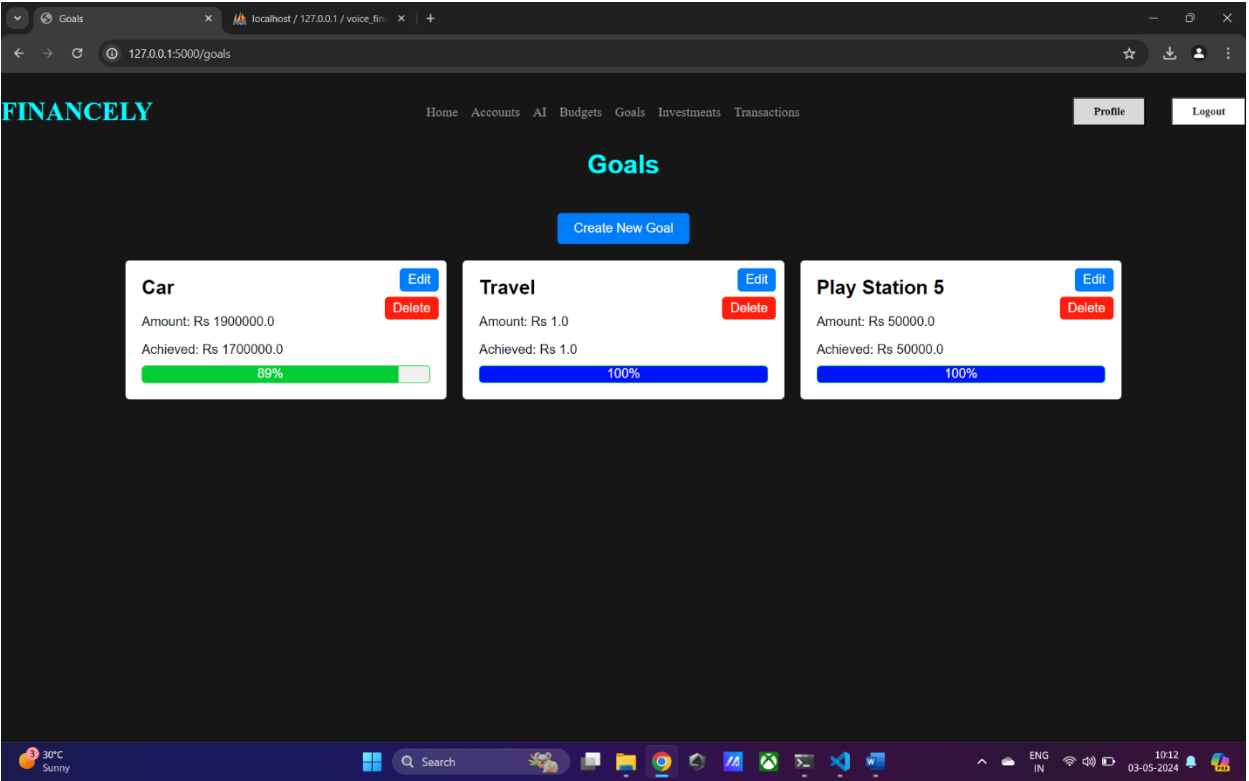 Goals
localhost / 127.0.0.1 / voice_fin
127.0.0.1:5000/goals
FINANCELY
Home Accounts AI Budgets Goals Investments Transactions
Profile
Logout
Goals
Create New Goal
Car
Edit
Delete
Amount: Rs 1900000.0
Achieved: Rs 1700000.0
89%
Travel
Edit
Delete
Amount: Rs 1.0
Achieved: Rs 1.0
100%
Play Station 5
Edit
Delete
Amount: Rs 50000.0
Achieved: Rs 50000.0
100%
3
30°C
Sunny
Search
ENG
IN
10:12
03-05-2024